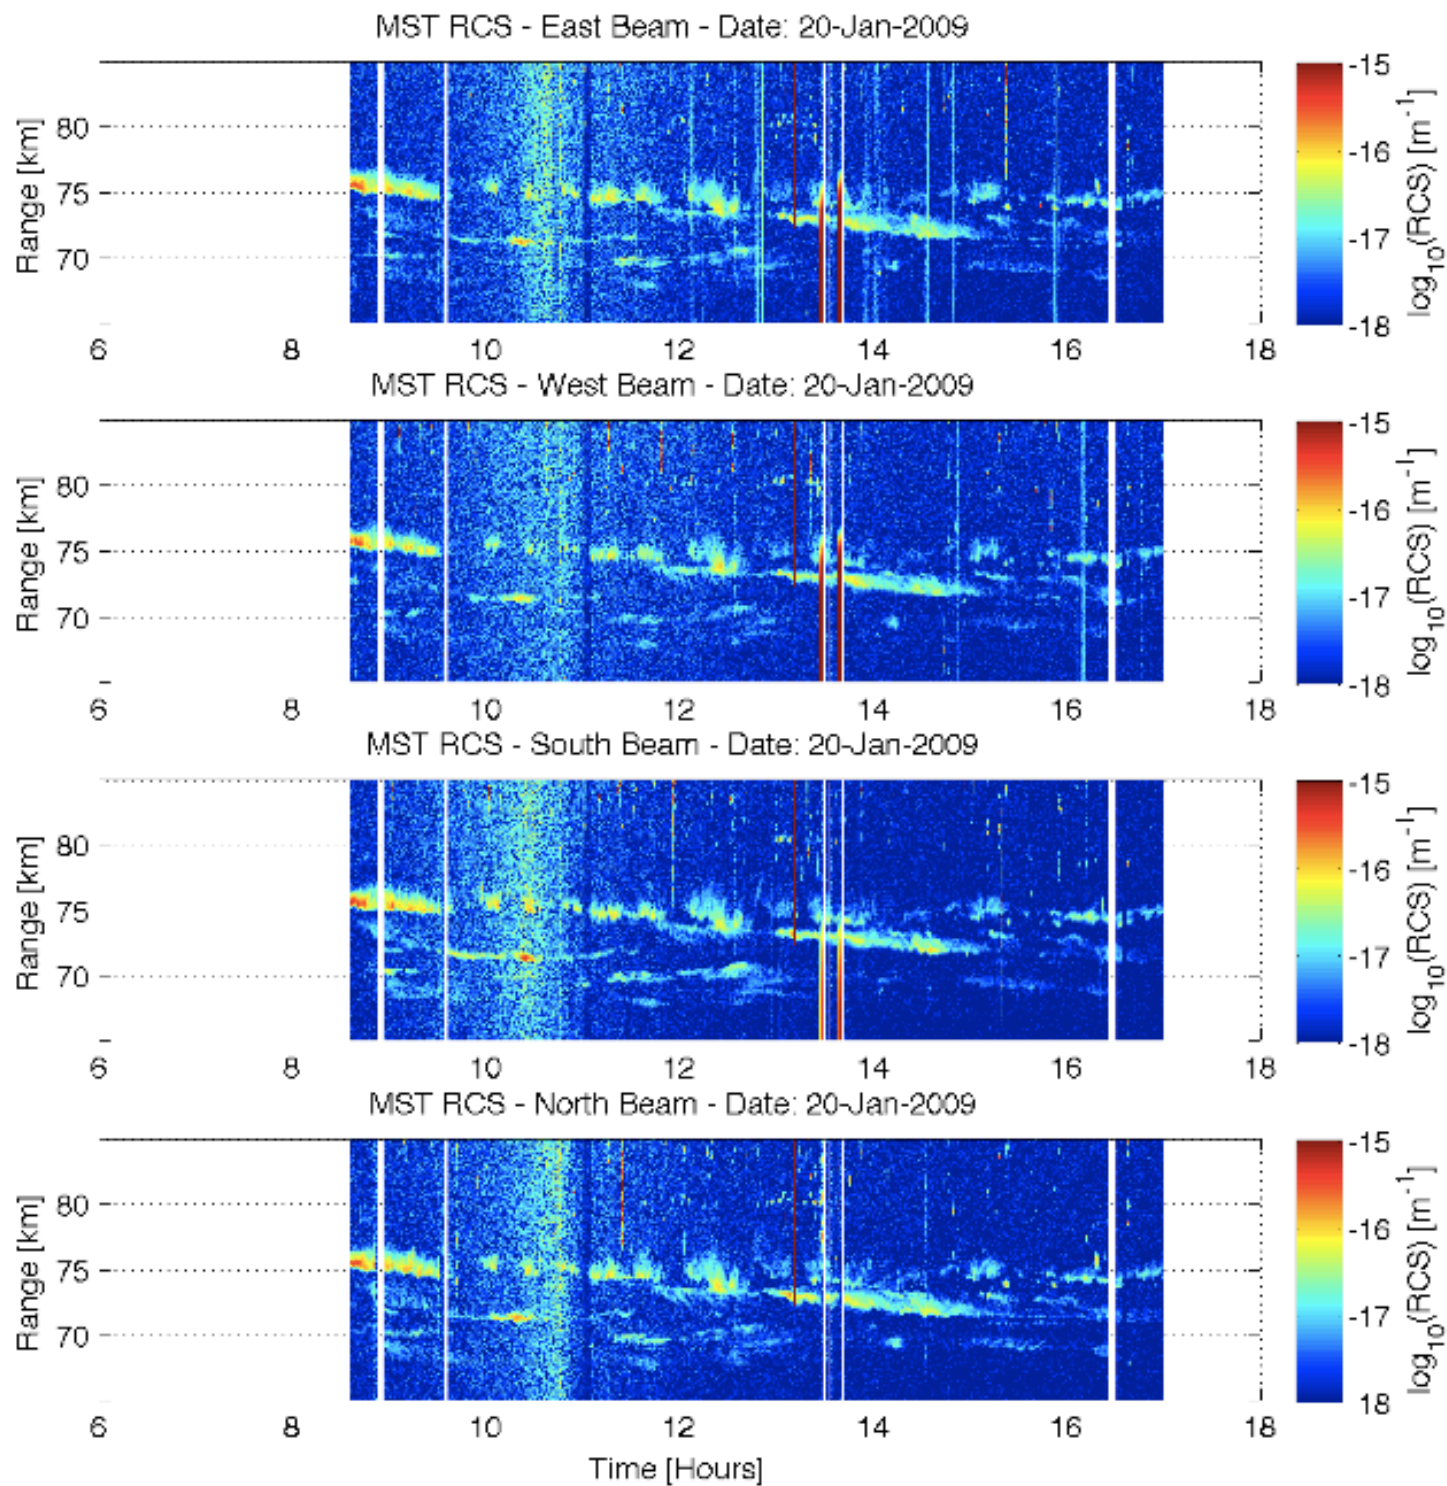 MST RCS - East Beam - Date: 20-Jan-2009
Range [km]
80
75
70
6 8 10 12 14 16 18
-15
-16
-17
-18
log10(RCS) [m-1]
MST RCS - West Beam - Date: 20-Jan-2009
Range [km]
80
75
70
6 8 10 12 14 16 18
-15
-16
-17
-18
log10(RCS) [m-1]
MST RCS - South Beam - Date: 20-Jan-2009
Range [km]
80
75
70
6 8 10 12 14 16 18
-15
-16
-17
-18
log10(RCS) [m-1]
MST RCS - North Beam - Date: 20-Jan-2009
Range [km]
80
75
70
6 8 10 12 14 16 18
-15
-16
-17
18
log10(RCS) [m-1]
Time [Hours]